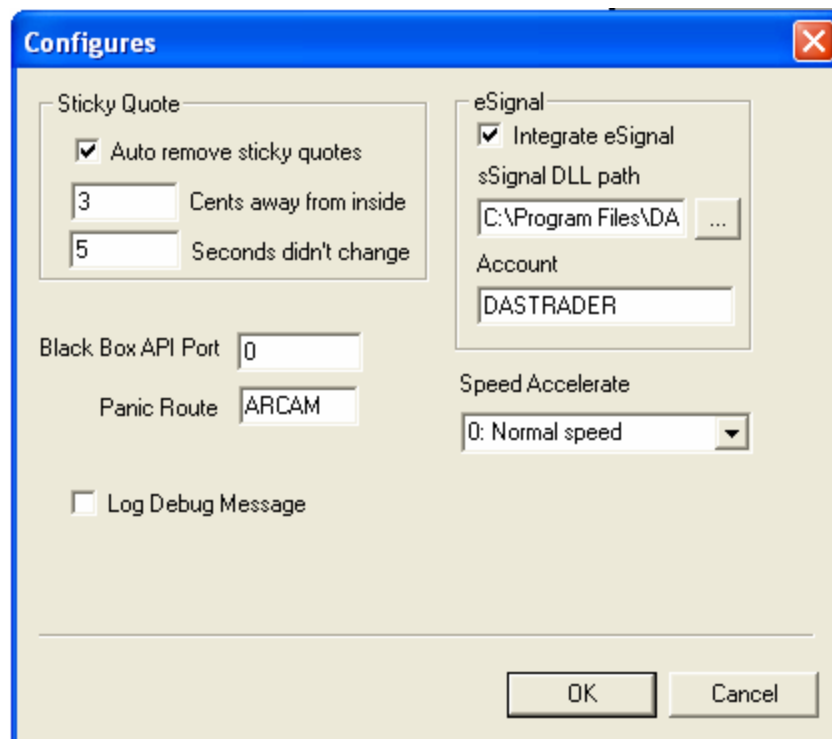 Configures
Sticky Quote
Auto remove sticky quotes
3 Cents away from inside
5 Seconds didn't change
eSignal
Integrate eSignal
sSignal DLL path
C:\Program Files\DA ...
Account
DASTRADER
Black Box API Port 0
Panic Route ARCAM
Speed Accelerate
0: Normal speed
Log Debug Message
OK Cancel